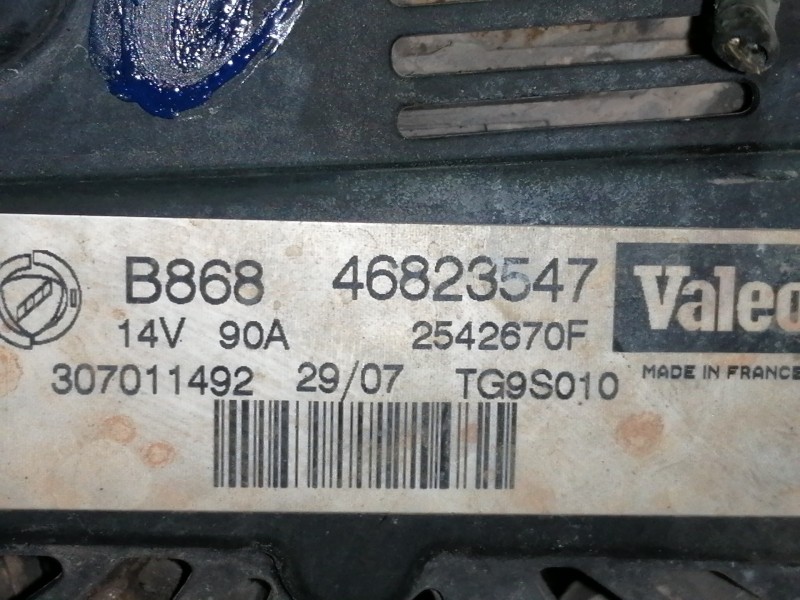 B868 46823547 Valeo
14V 90A 2542670F
MADE IN FRANCE
307011492 29/07 TG9S010